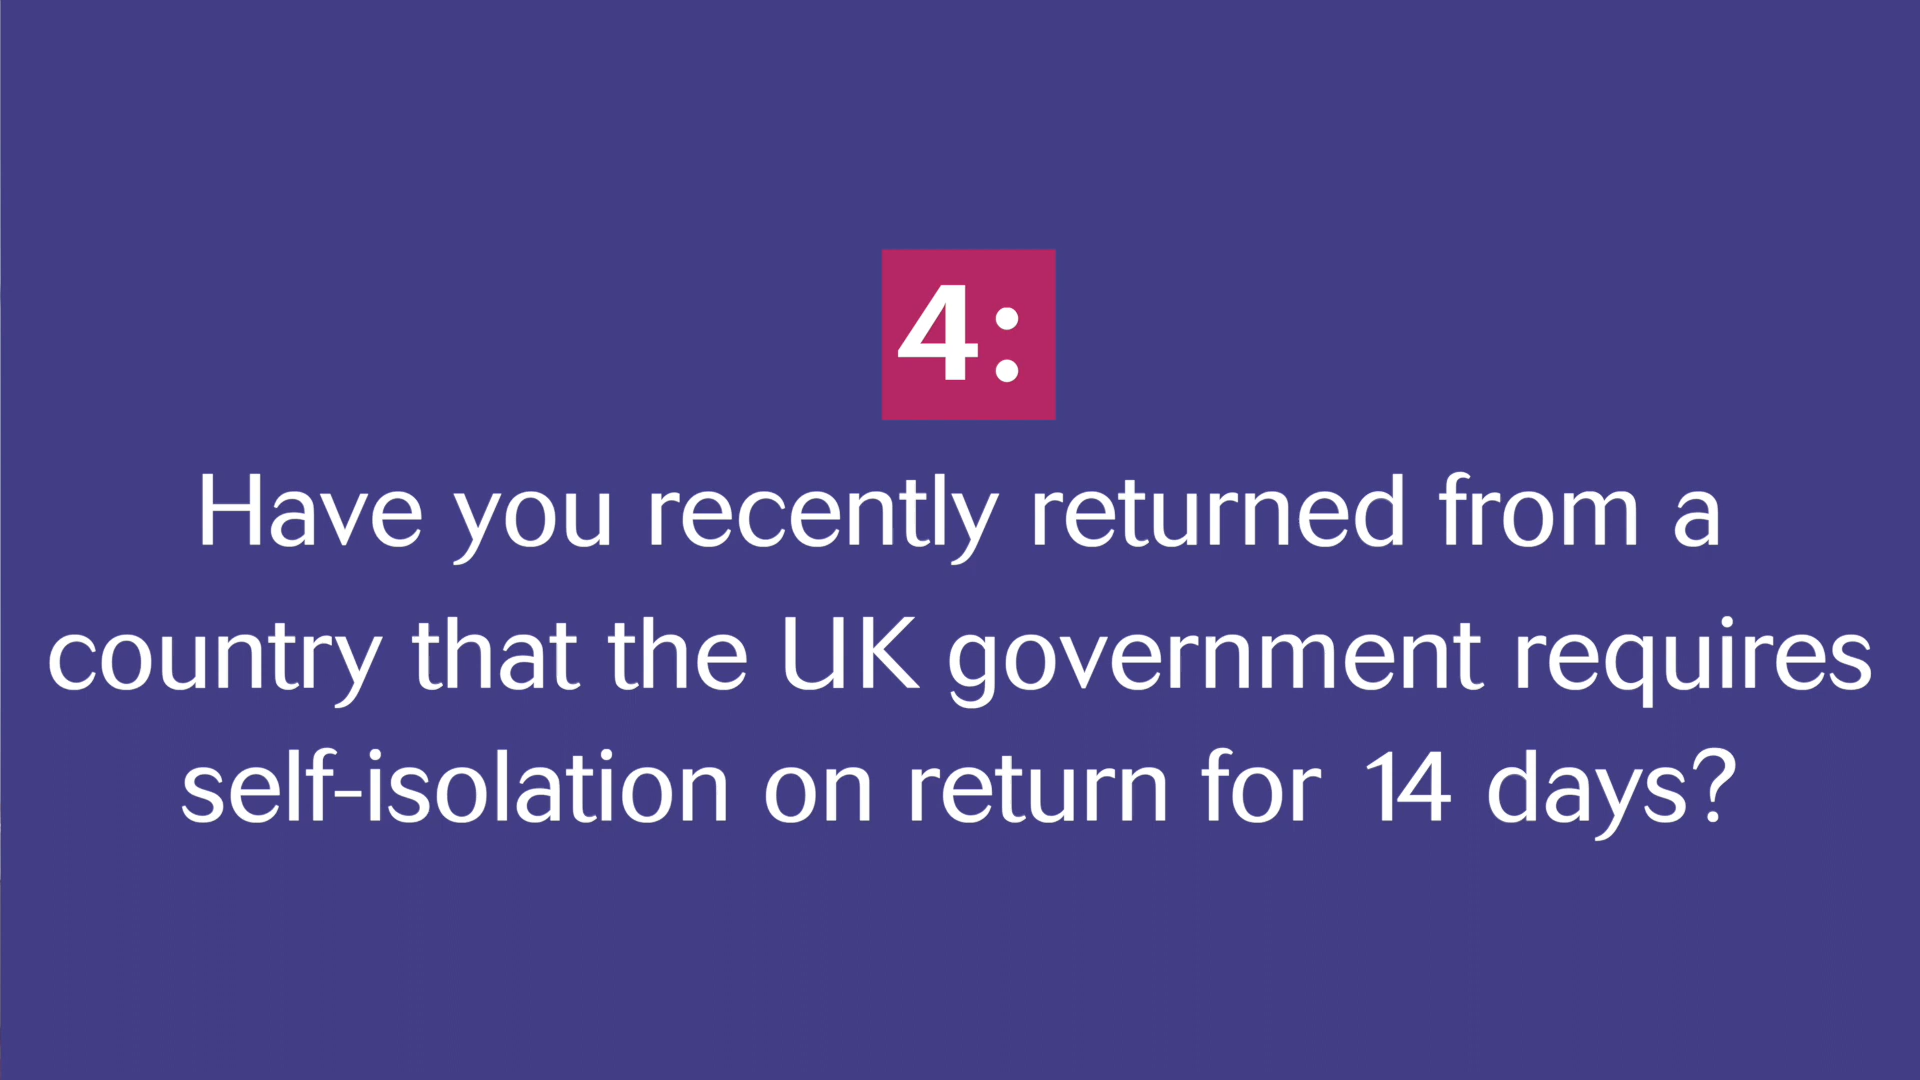 4:
Have you recently returned from a
country that the UK government requires
self-isolation on return for 14 days?